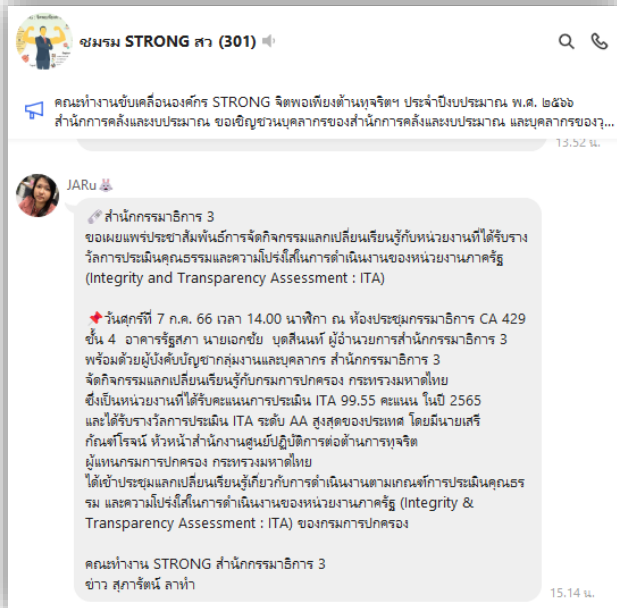 ชมรม STRONG สว (301)
คณะทำงานขับเคลื่อนองค์กร STRONG จิตพอเพียงต้านทุจริตฯ ประจำปีงบประมาณ พ.ศ. ๒๕๖๖
สำนักการคลังและงบประมาณ ขอเชิญชวนบุคลากรของสำนักการคลังและงบประมาณ และบุคลากรของวุ...
13.52 น.
JARu
สำนักกรรมาธิการ 3
ขอเผยแพร่ประชาสัมพันธ์การจัดกิจกรรมแลกเปลี่ยนเรียนรู้กับหน่วยงานที่ได้รับราง
วัลการประเมินคุณธรรมและความโปร่งใสในการดำเนินงานของหน่วยงานภาครัฐ
(Integrity and Transparency Assessment : ITA)
วันศุกร์ที่ 7 ก.ค. 66 เวลา 14.00 นาฬิกา ณ ห้องประชุมกรรมาธิการ CA 429
ชั้น 4 อาคารรัฐสภา นายเอกชัย บุดสีนนท์ ผู้อำนวยการสำนักกรรมาธิการ 3
พร้อมด้วยผู้บังคับบัญชากลุ่มงานและบุคลากร สำนักกรรมาธิการ 3
จัดกิจกรรมแลกเปลี่ยนเรียนรู้กับกรมการปกครอง กระทรวงมหาดไทย
ซึ่งเป็นหน่วยงานที่ได้รับคะแนนการประเมิน ITA 99.55 คะแนน ในปี 2565
และได้รับรางวัลการประเมิน ITA ระดับ AA สูงสุดของประเทศ โดยมีนายเสรี
กัณฑ์โรจน์ หัวหน้าสำนักงานศูนย์ปฏิบัติการต่อต้านการทุจริต
ผู้แทนกรมการปกครอง กระทรวงมหาดไทย
ได้เข้าประชุมแลกเปลี่ยนเรียนรู้เกี่ยวกับการดำเนินงานตามเกณฑ์การประเมินคุณธร
รม และความโปร่งใสในการดำเนินงานของหน่วยงานภาครัฐ (Integrity &
Transparency Assessment : ITA) ของกรมการปกครอง
คณะทำงาน STRONG สำนักกรรมาธิการ 3
ข่าว สุภารัตน์ ลาทำ
15.14 น.